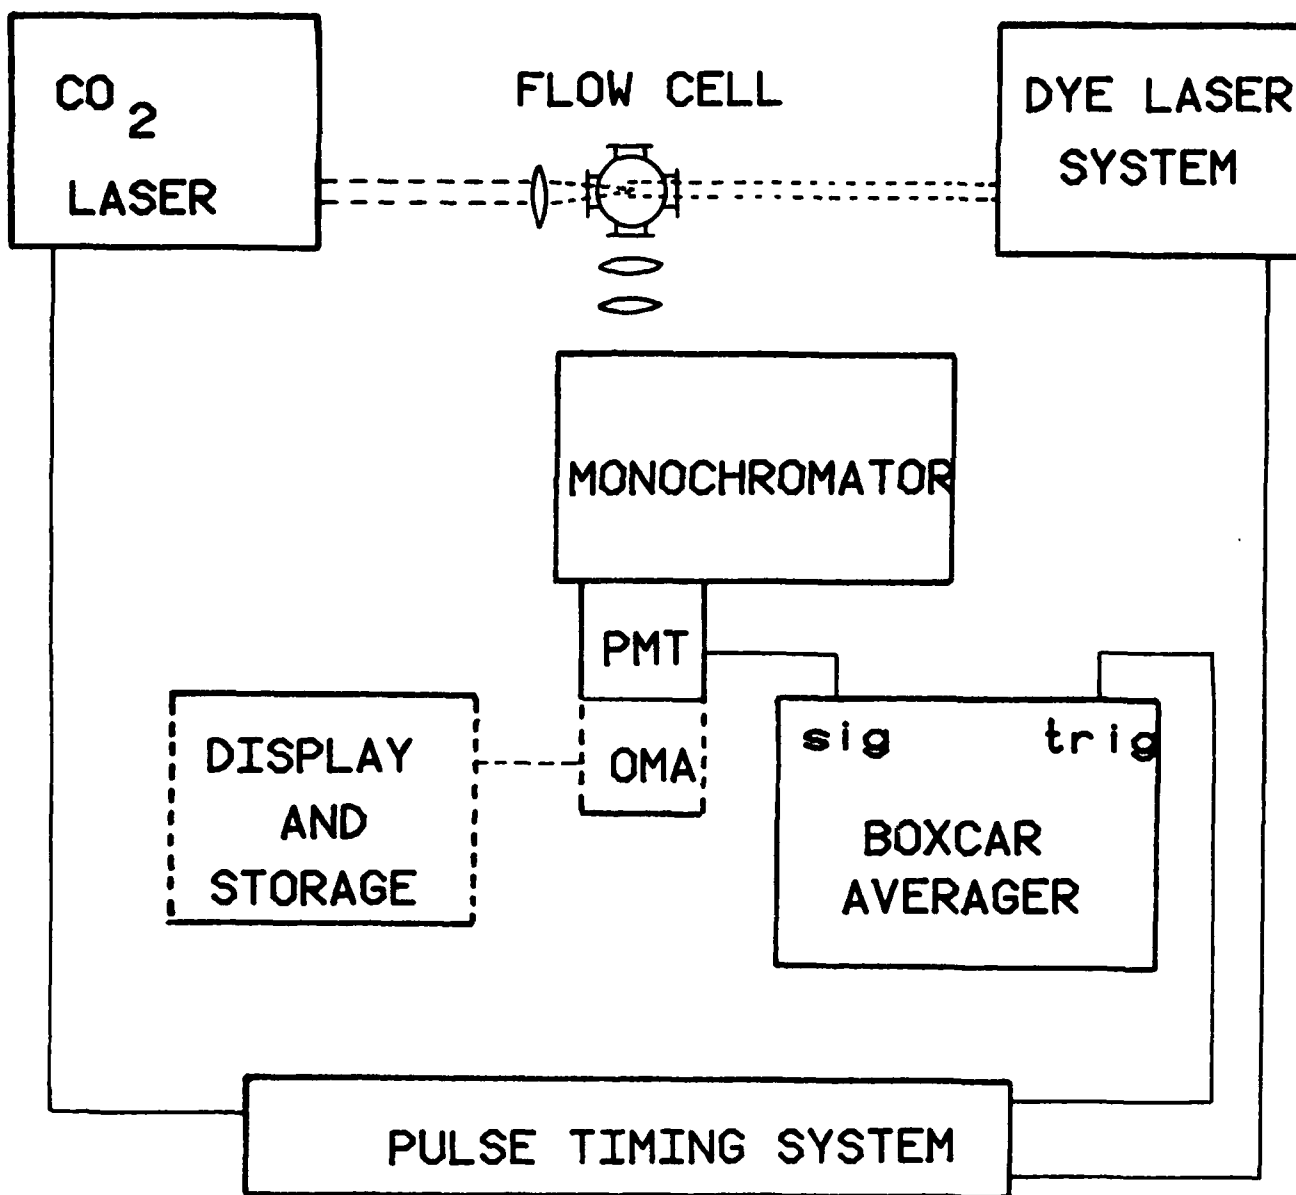 CO2
LASER
FLOW CELL
DYE LASER
SYSTEM
MONOCHROMATOR
PMT
OMA
DISPLAY
AND
STORAGE
sig trig
BOXCAR
AVERAGER
PULSE TIMING SYSTEM